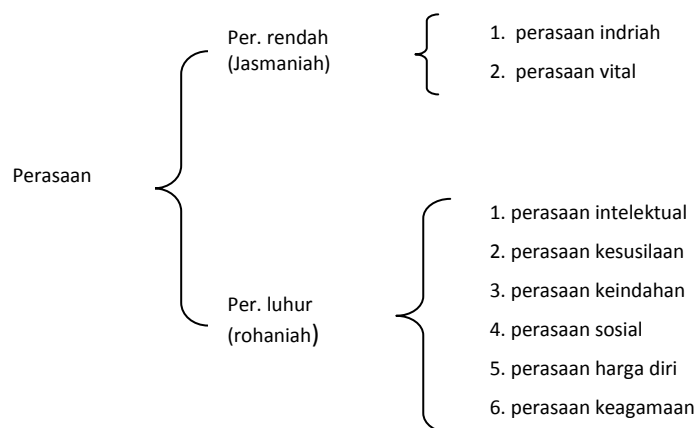 Perasaan
Per. rendah
(Jasmaniah)
1. perasaan indriah
2. perasaan vital
Per. luhur
(rohaniah)
1. perasaan intelektual
2. perasaan kesusilaan
3. perasaan keindahan
4. perasaan sosial
5. perasaan harga diri
6. perasaan keagamaan